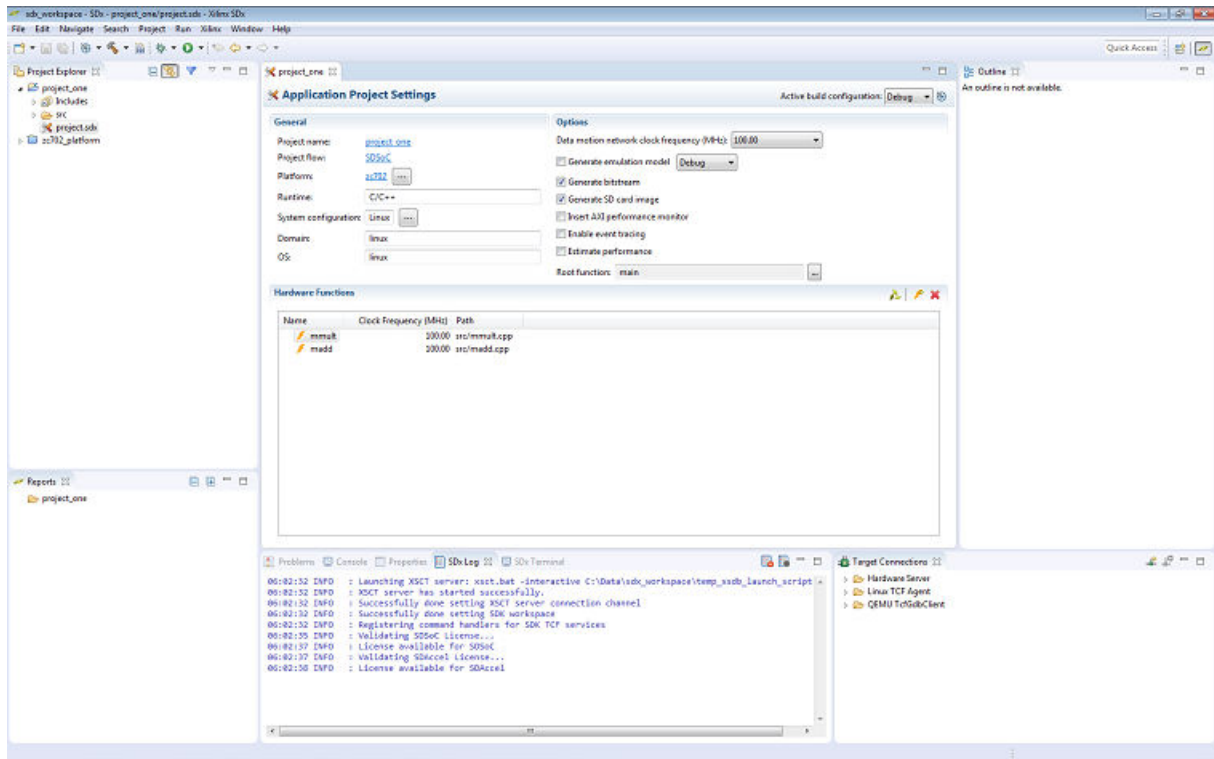 sdx_workspace - SDx - project_one/project.sdx - Xilinx SDx
File Edit Navigate Search Project Run Xilinx Window Help
Quick Access
Project Explorer
project_one
Includes
src
project.sdx
zc702_platform
Reports
project_one
project_one
Application Project Settings
Active build configuration: Debug
General
Project name: project_one
Project flow: SDSoC
Platform: zc702 ...
Runtime: C/C++
System configuration: Linux ...
Domain: linux
OS: linux
Options
Data motion network clock frequency (MHz): 100.00
Generate emulation model Debug
Generate bitstream
Generate SD card image
Insert AXI performance monitor
Enable event tracing
Estimate performance
Root function: main ...
Hardware Functions
Name Clock Frequency (MHz) Path
mmult 100.00 src/mmult.cpp
madd 100.00 src/madd.cpp
Outline
An outline is not available.
Problems Console Properties SDx Log SDx Terminal
06:02:32 INFO : Launching XSCT server: xsct.bat -interactive C:\Data\sdx_workspace\temp_xsdb_launch_script
06:02:32 INFO : XSCT server has started successfully.
06:02:32 INFO : Successfully done setting XSCT server connection channel
06:02:32 INFO : Successfully done setting SDK workspace
06:02:32 INFO : Registering command handlers for SDK TCF services
06:02:35 INFO : Validating SDSoC License...
06:02:37 INFO : License available for SDSoC
06:02:37 INFO : Validating SDAccel License...
06:02:38 INFO : License available for SDAccel
Target Connections
Hardware Server
Linux TCF Agent
QEMU TcfGdbClient